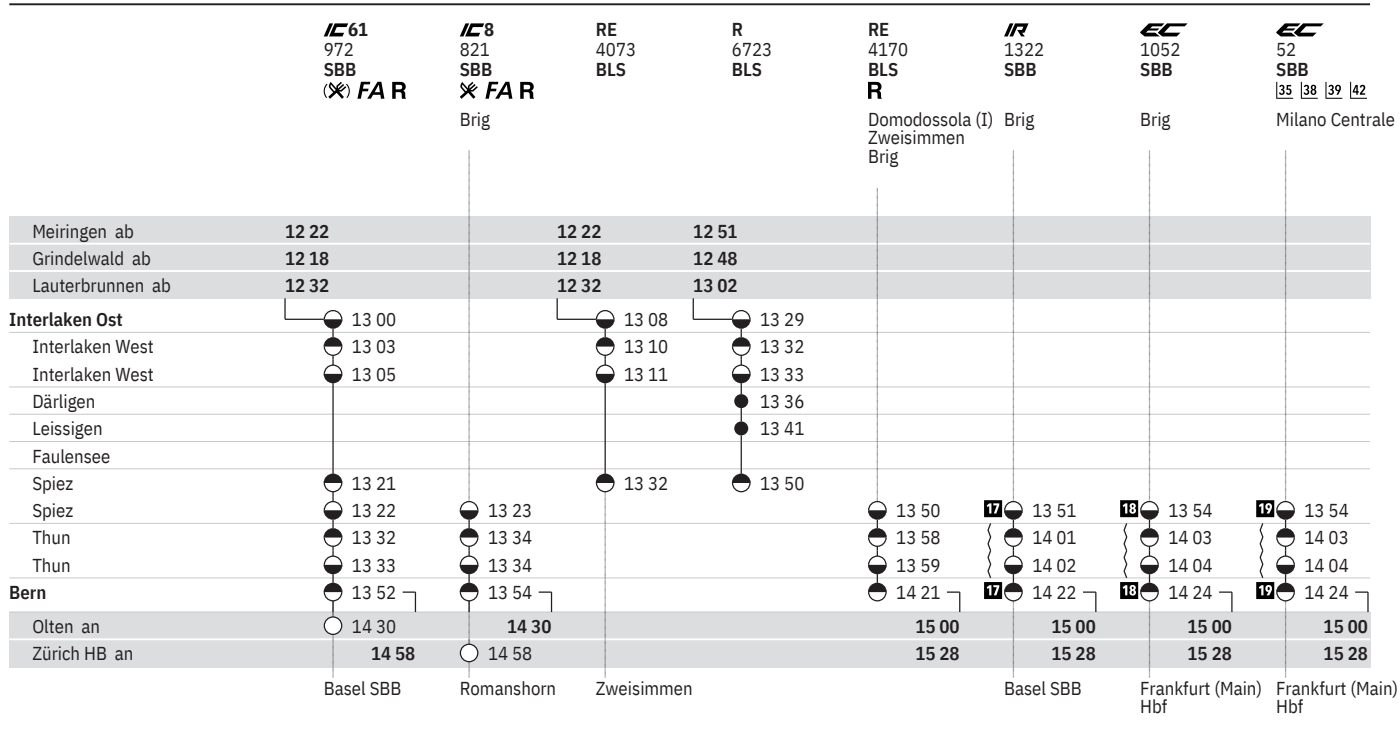 IC61 IC8 RE R RE IR EC EC
972 821 4073 6723 4170 1322 1052 52
SBB SBB BLS BLS BLS SBB SBB SBB
FA R FA R R 35 38 39 42
Brig Domodossola (I) Brig Brig Milano Centrale
Zweisimmen
Brig
Meiringen ab 12 22 12 22 12 51
Grindelwald ab 12 18 12 18 12 48
Lauterbrunnen ab 12 32 12 32 13 02
Interlaken Ost 13 00 13 08 13 29
Interlaken West 13 03 13 10 13 32
Interlaken West 13 05 13 11 13 33
Därligen 13 36
Leissigen 13 41
Faulensee
Spiez 13 21 13 32 13 50
Spiez 13 22 13 23 13 50 17 13 51 18 13 54 19 13 54
Thun 13 32 13 34 13 58 14 01 14 03 14 03
Thun 13 33 13 34 13 59 14 02 14 04 14 04
Bern 13 52 13 54 14 21 17 14 22 18 14 24 19 14 24
Olten an 14 30 14 30 15 00 15 00 15 00 15 00
Zürich HB an 14 58 14 58 15 28 15 28 15 28 15 28
Basel SBB Romanshorn Zweisimmen Basel SBB Frankfurt (Main) Frankfurt (Main)
Hbf Hbf